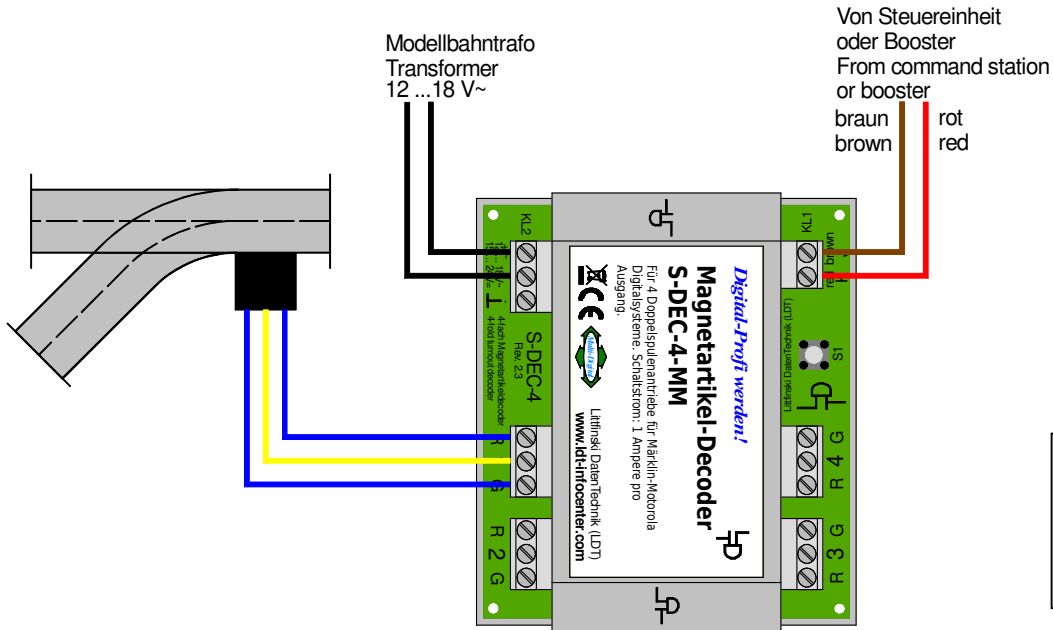 Modellbahntrafo
Transformer
12 ...18 V~
Von Steuereinheit
oder Booster
From command station
or booster
braun
brown
rot
red
KL2
S-DEC-4
Rev. 2.3
4-fach Magnetartikeldecoder
4-fold turnout decoder
R
G
R
2
G
Digital-Profi werden!
Magnetartikel-Decoder
S-DEC-4-MM
Für 4 Doppelspulenantriebe für Märklin-Motorola
Digitalsysteme. Schaltstrom: 1 Ampere pro
Ausgang.
CE
Multi-Digital
Littfinski DatenTechnik (LDT)
www.ldt-infocenter.com
KL1
red brown
Littfinski DatenTechnik (LDT)
S1
R 4 G
R 3 G